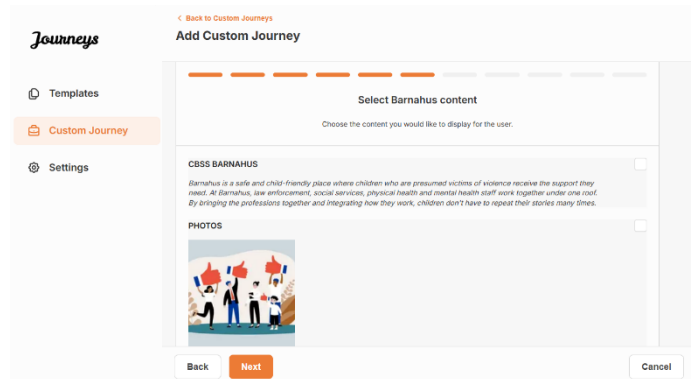 Journeys
Templates
Custom Journey
Settings
< Back to Custom Journeys
Add Custom Journey
Select Barnahus content
Choose the content you would like to display for the user.
CBSS BARNAHUS
Barnahus is a safe and child-friendly place where children who are presumed victims of violence receive the support they
need. At Barnahus, law enforcement, social services, physical health and mental health staff work together under one roof.
By bringing the professions together and integrating how they work, children don't have to repeat their stories many times.
PHOTOS
Back
Next
Cancel